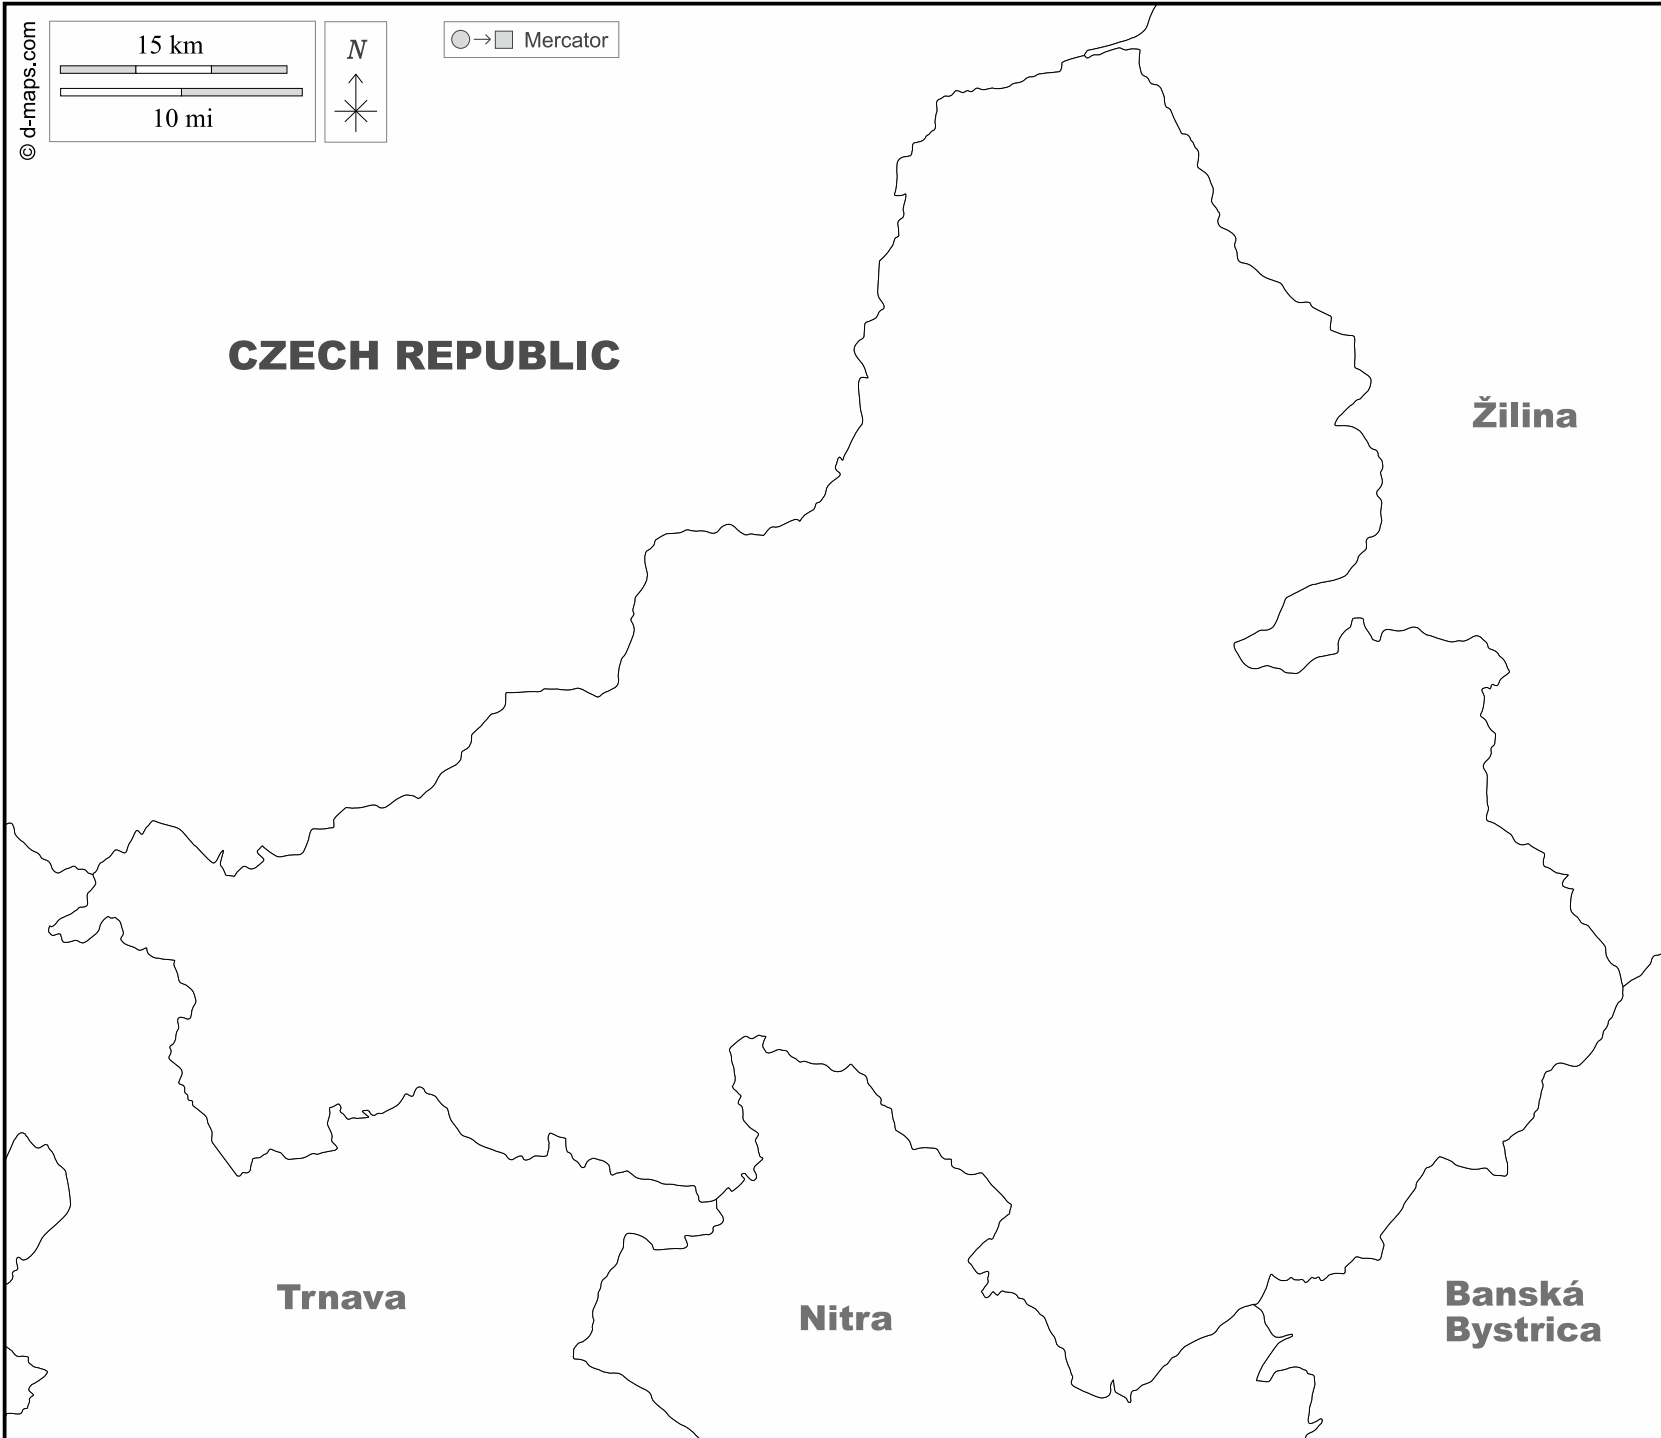 © d-maps.com
15 km
10 mi
N
Mercator
CZECH REPUBLIC
Žilina
Trnava
Nitra
Banská
Bystrica